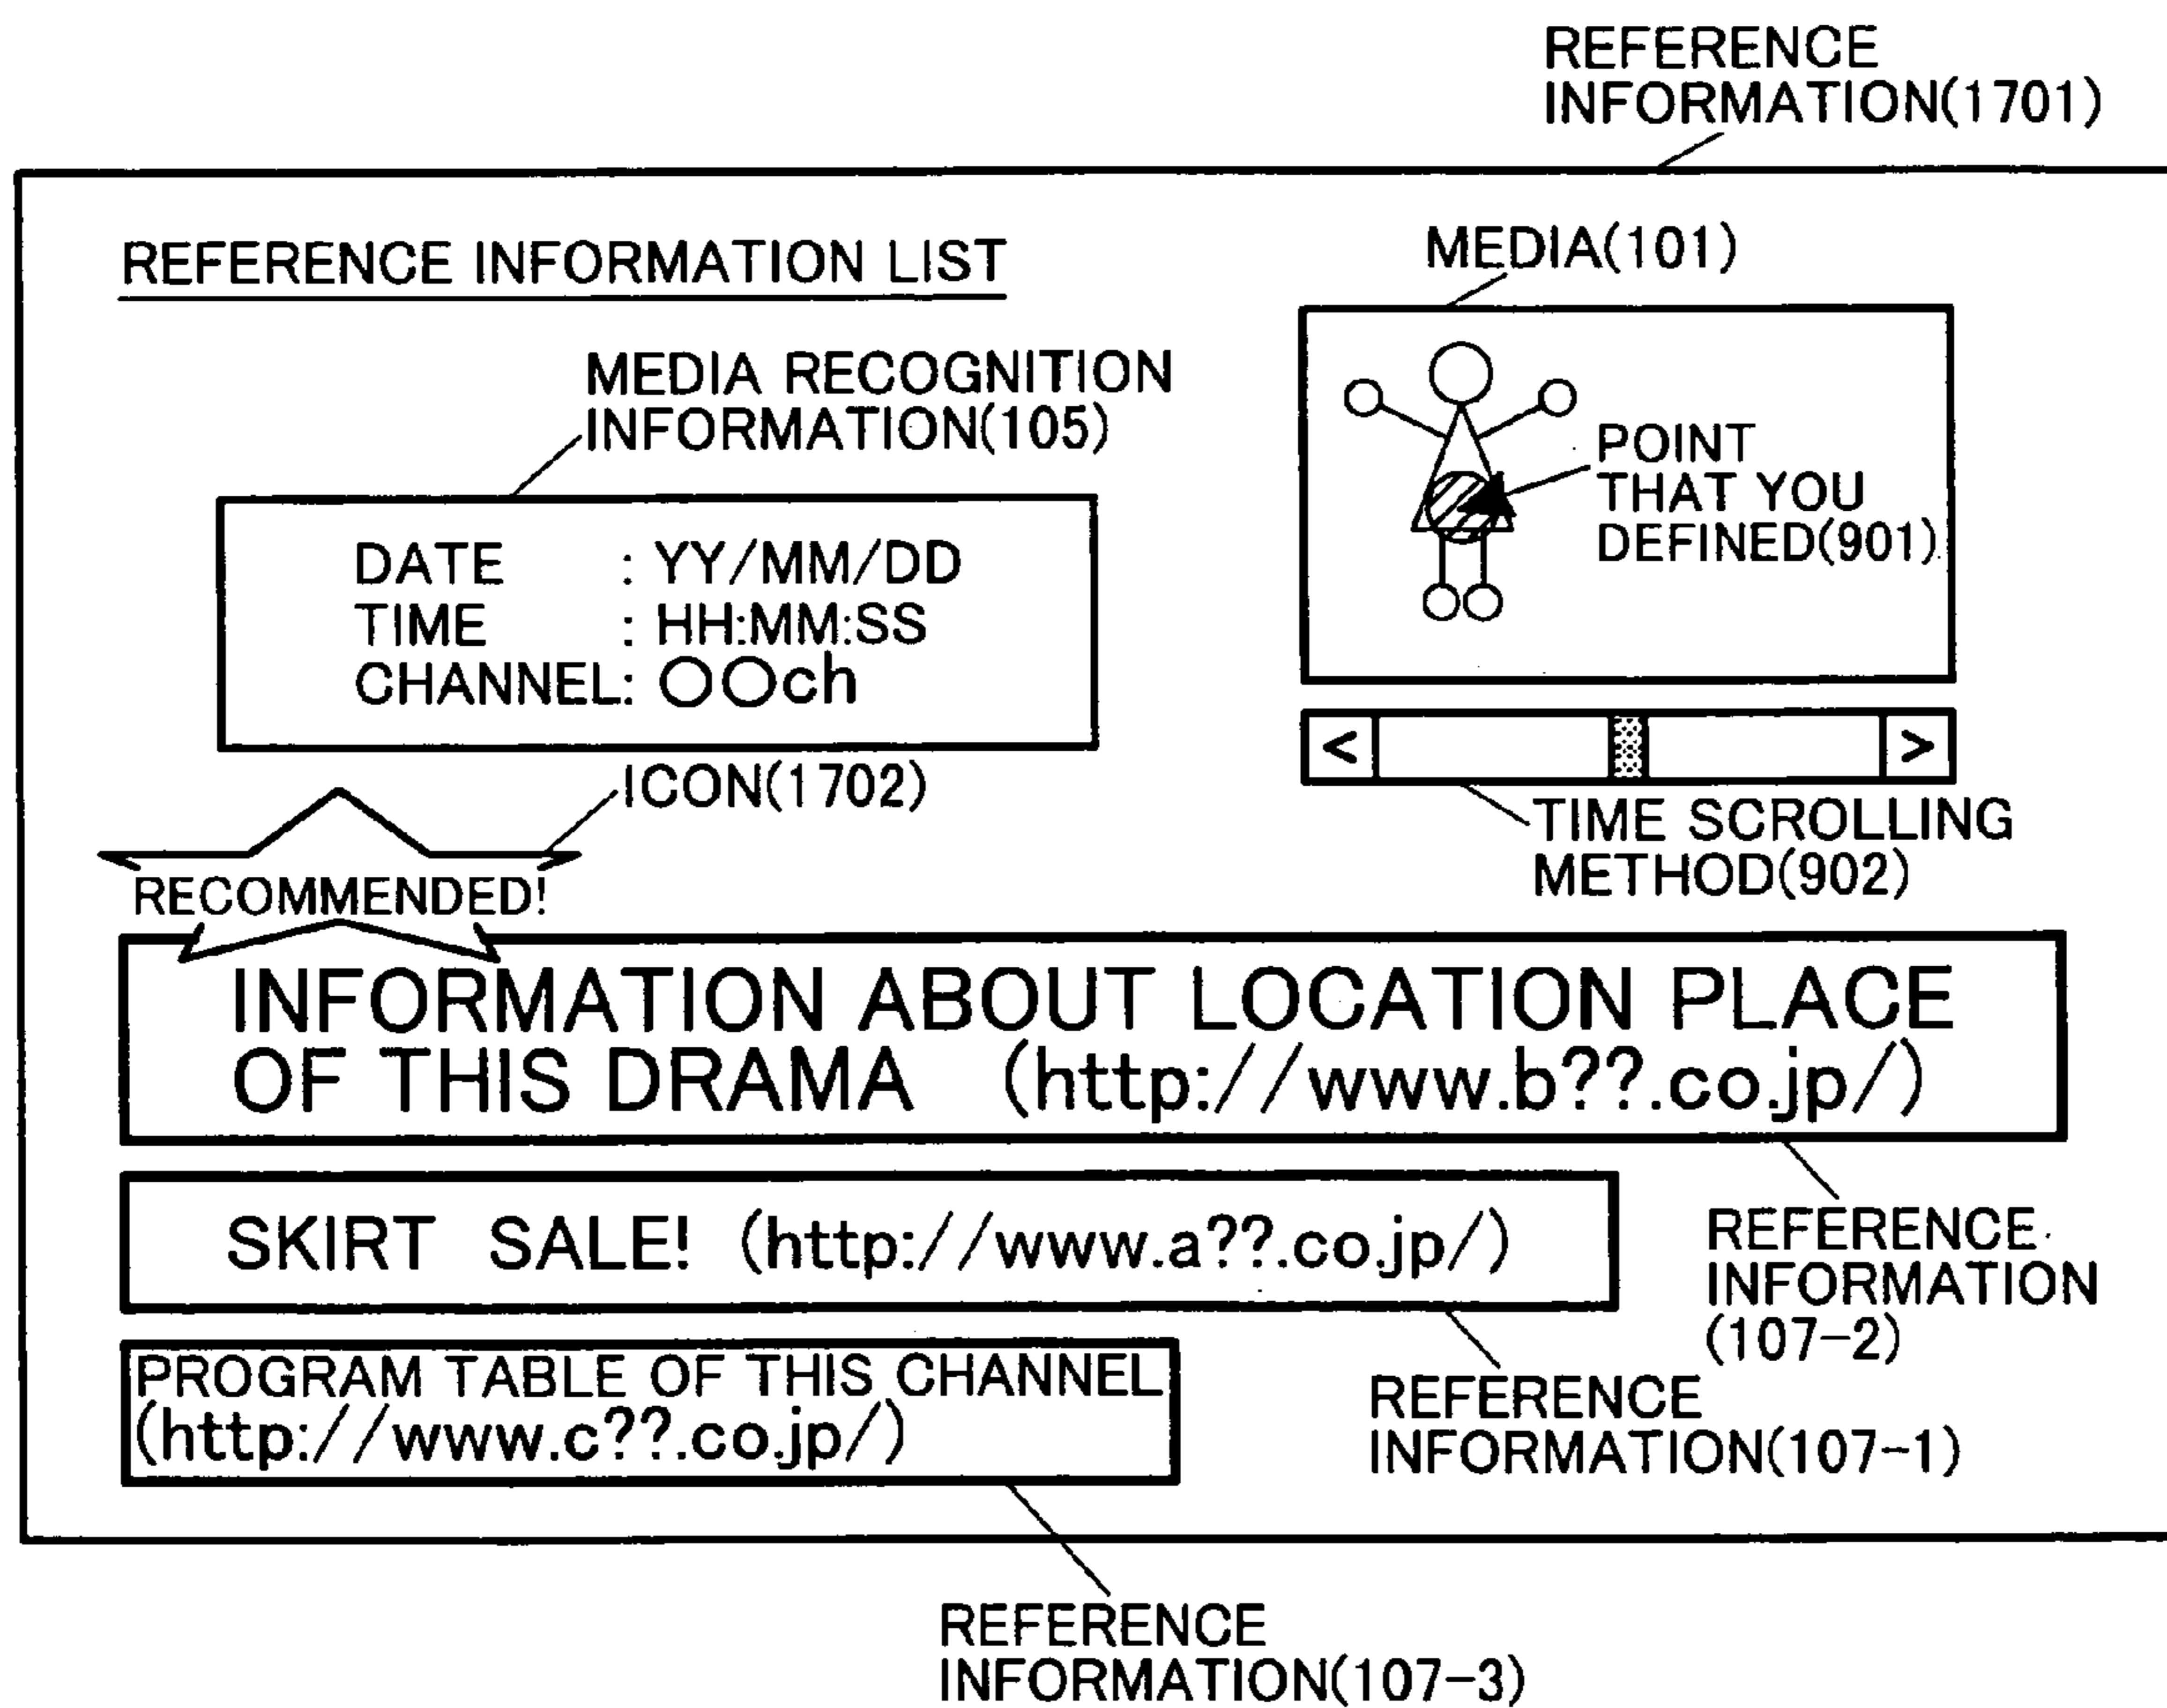 REFERENCE
INFORMATION(1701)
REFERENCE INFORMATION LIST
MEDIA(101)
MEDIA RECOGNITION
INFORMATION(105)
POINT
THAT YOU
DEFINED(901)
DATE : YY/MM/DD
TIME : HH:MM:SS
CHANNEL: ○○ch
< >
ICON(1702)
TIME SCROLLING
METHOD(902)
RECOMMENDED!
INFORMATION ABOUT LOCATION PLACE
OF THIS DRAMA (http://www.b??.co.jp/)
SKIRT SALE! (http://www.a??.co.jp/)
REFERENCE
INFORMATION
(107-2)
PROGRAM TABLE OF THIS CHANNEL
(http://www.c??.co.jp/)
REFERENCE
INFORMATION(107-1)
REFERENCE
INFORMATION(107-3)